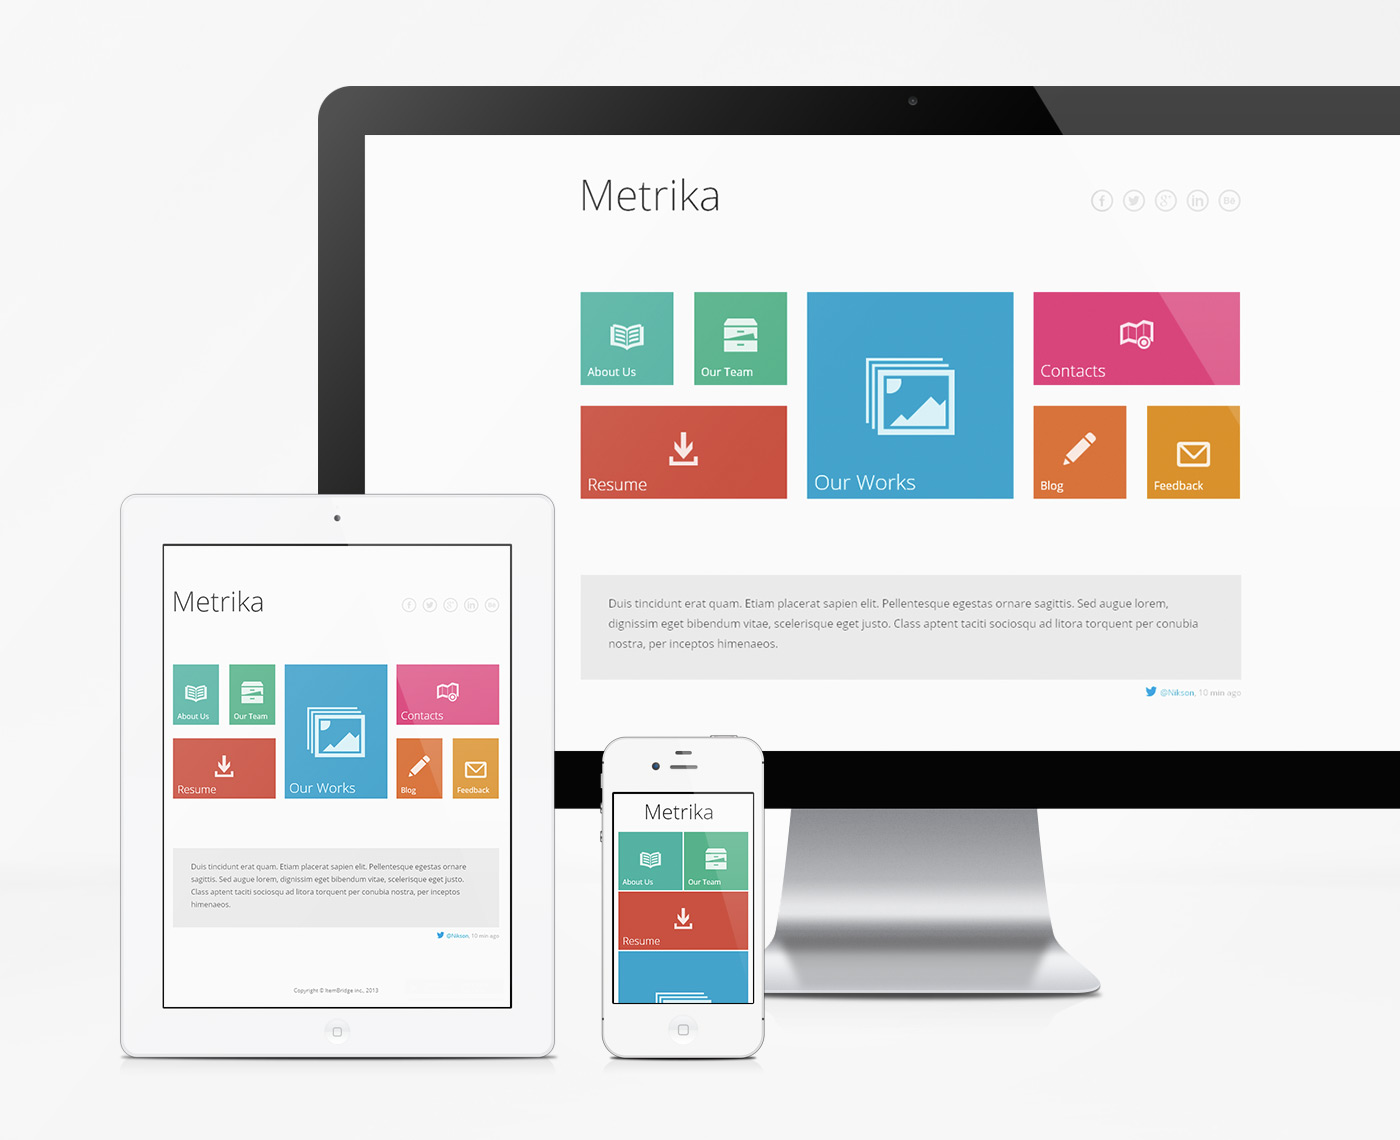 Metrika
About Us
Our Team
Contacts
Resume
Our Works
Blog
Feedback
Duis tincidunt erat quam. Etiam placerat sapien elit. Pellentesque egestas ornare sagittis. Sed augue lorem,
dignissim eget bibendum vitae, scelerisque eget justo. Class aptent taciti sociosqu ad litora torquent per conubia
nostra, per inceptos himenaeos.
@Nikson, 10 min ago
Metrika
About Us
Our Team
Contacts
Resume
Our Works
Blog
Feedback
Duis tincidunt erat quam. Etiam placerat sapien elit. Pellentesque egestas ornare
sagittis. Sed augue lorem, dignissim eget bibendum vitae, scelerisque eget justo.
Class aptent taciti sociosqu ad litora torquent per conubia nostra, per inceptos
himenaeos.
@Nikson, 10 min ago
Copyright © ItemBridge inc., 2013
Metrika
About Us
Our Team
Resume